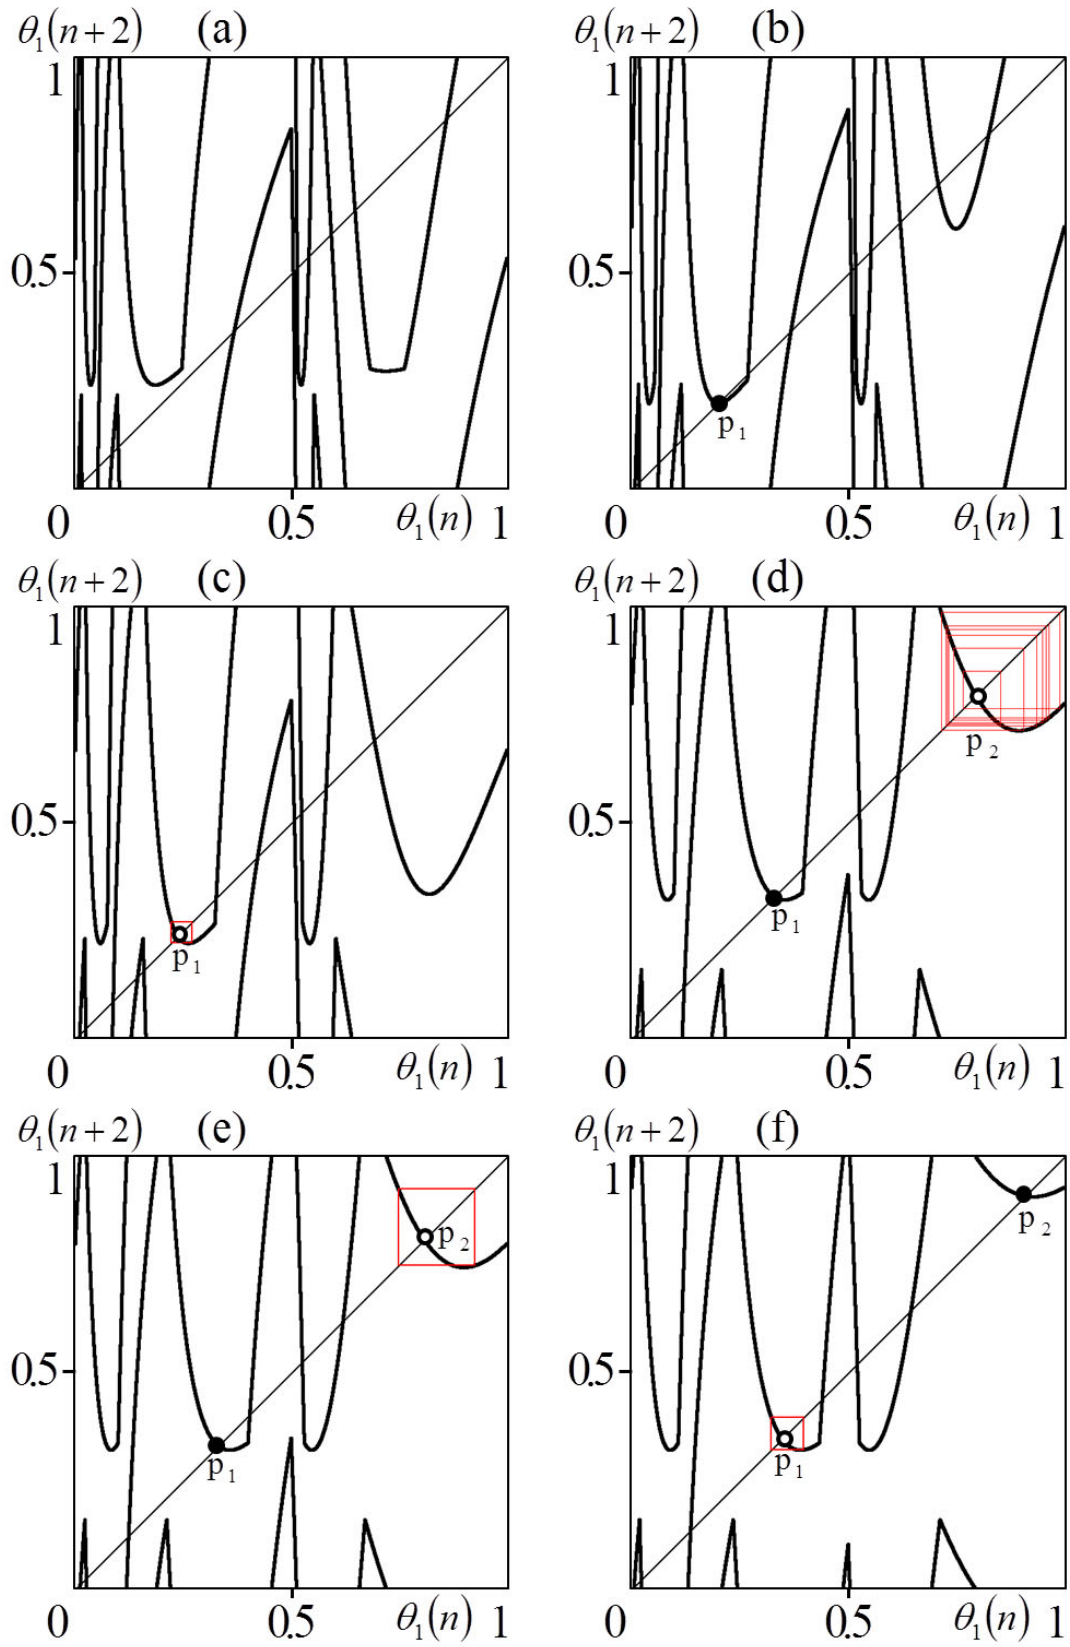 θ₁(n+2) (a) θ₁(n+2) (b)
1 1
0.5 0.5
p₁
0 0.5 θ₁(n) 1 0 0.5 θ₁(n) 1
θ₁(n+2) (c) θ₁(n+2) (d)
1 1
p₂
0.5 0.5
p₁ p₁
0 0.5 θ₁(n) 1 0 0.5 θ₁(n) 1
θ₁(n+2) (e) θ₁(n+2) (f)
1 1
p₂ p₂
0.5 0.5
p₁ p₁
0 0.5 θ₁(n) 1 0 0.5 θ₁(n) 1